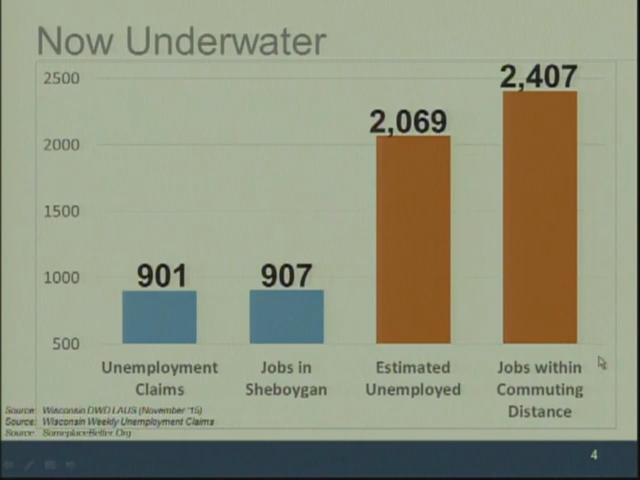 Now Underwater
2500
2000
1500
1000
500
901
907
2,069
2,407
Unemployment Claims
Jobs in Sheboygan
Estimated Unemployed
Jobs within Commuting Distance
Source: Wisconsin DWD LAUS (November '15)
Source: Wisconsin Weekly Unemployment Claims
Source: SomeplaceBetter.Org
4